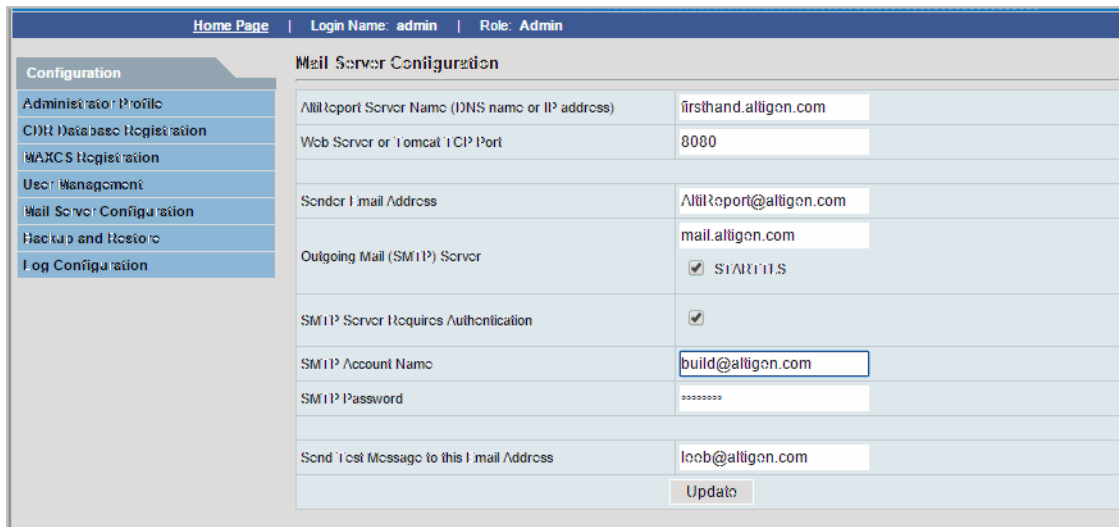 Home Page | Login Name: admin | Role: Admin
Configuration
Administrator Profile
CDR Database Registration
MAXCS Registration
User Management
Mail Server Configuration
Backup and Restore
Log Configuration
Mail Server Configuration
AltiReport Server Name (DNS name or IP address) firsthand.altigen.com
Web Server or Tomcat TCP Port 8080
Sender Email Address AltiReport@altigen.com
Outgoing Mail (SMTP) Server mail.altigen.com
STARTTLS
SMTP Server Requires Authentication
SMTP Account Name build@altigen.com
SMTP Password ••••••••
Send Test Message to this Email Address leeb@altigen.com
Update